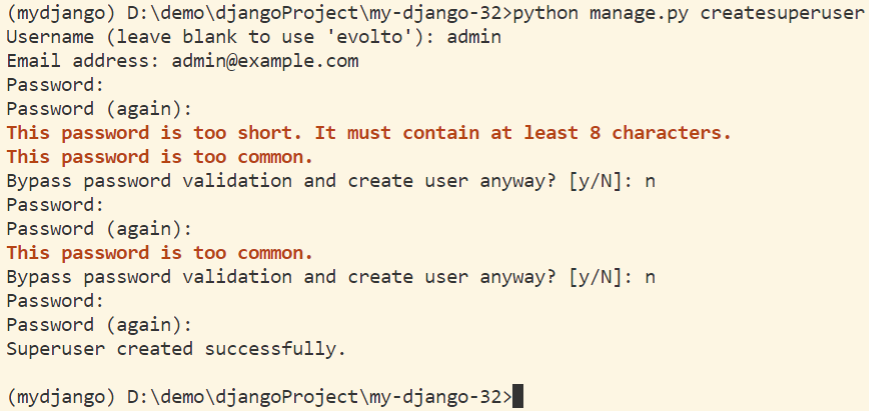 (mydjango) D:\demo\djangoProject\my-django-32>python manage.py createsuperuser
Username (leave blank to use 'evolto'): admin
Email address: admin@example.com
Password:
Password (again):
This password is too short. It must contain at least 8 characters.
This password is too common.
Bypass password validation and create user anyway? [y/N]: n
Password:
Password (again):
This password is too common.
Bypass password validation and create user anyway? [y/N]: n
Password:
Password (again):
Superuser created successfully.
(mydjango) D:\demo\djangoProject\my-django-32>